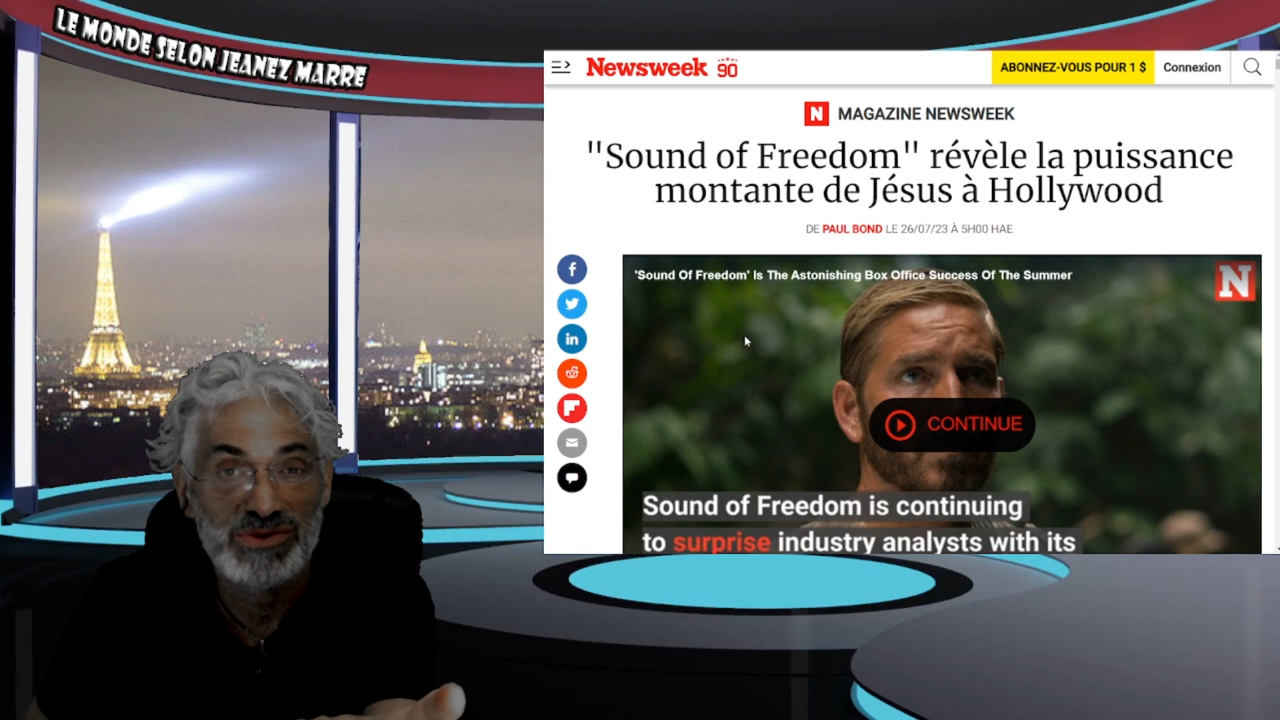 LE MONDE SELON JEANEZ MARRE
Newsweek 90
ABONNEZ-VOUS POUR 1 $
Connexion
N MAGAZINE NEWSWEEK
"Sound of Freedom" révèle la puissance
montante de Jésus à Hollywood
DE PAUL BOND LE 26/07/23 À 5H00 HAE
'Sound Of Freedom' Is The Astonishing Box Office Success Of The Summer
N
CONTINUE
Sound of Freedom is continuing
to surprise industry analysts with its